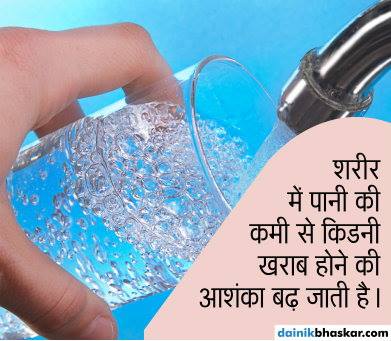 शरीर
में पानी की
कमी से किडनी
खराब होने की
आशंका बढ़ जाती है।
dainikbhaskar.com